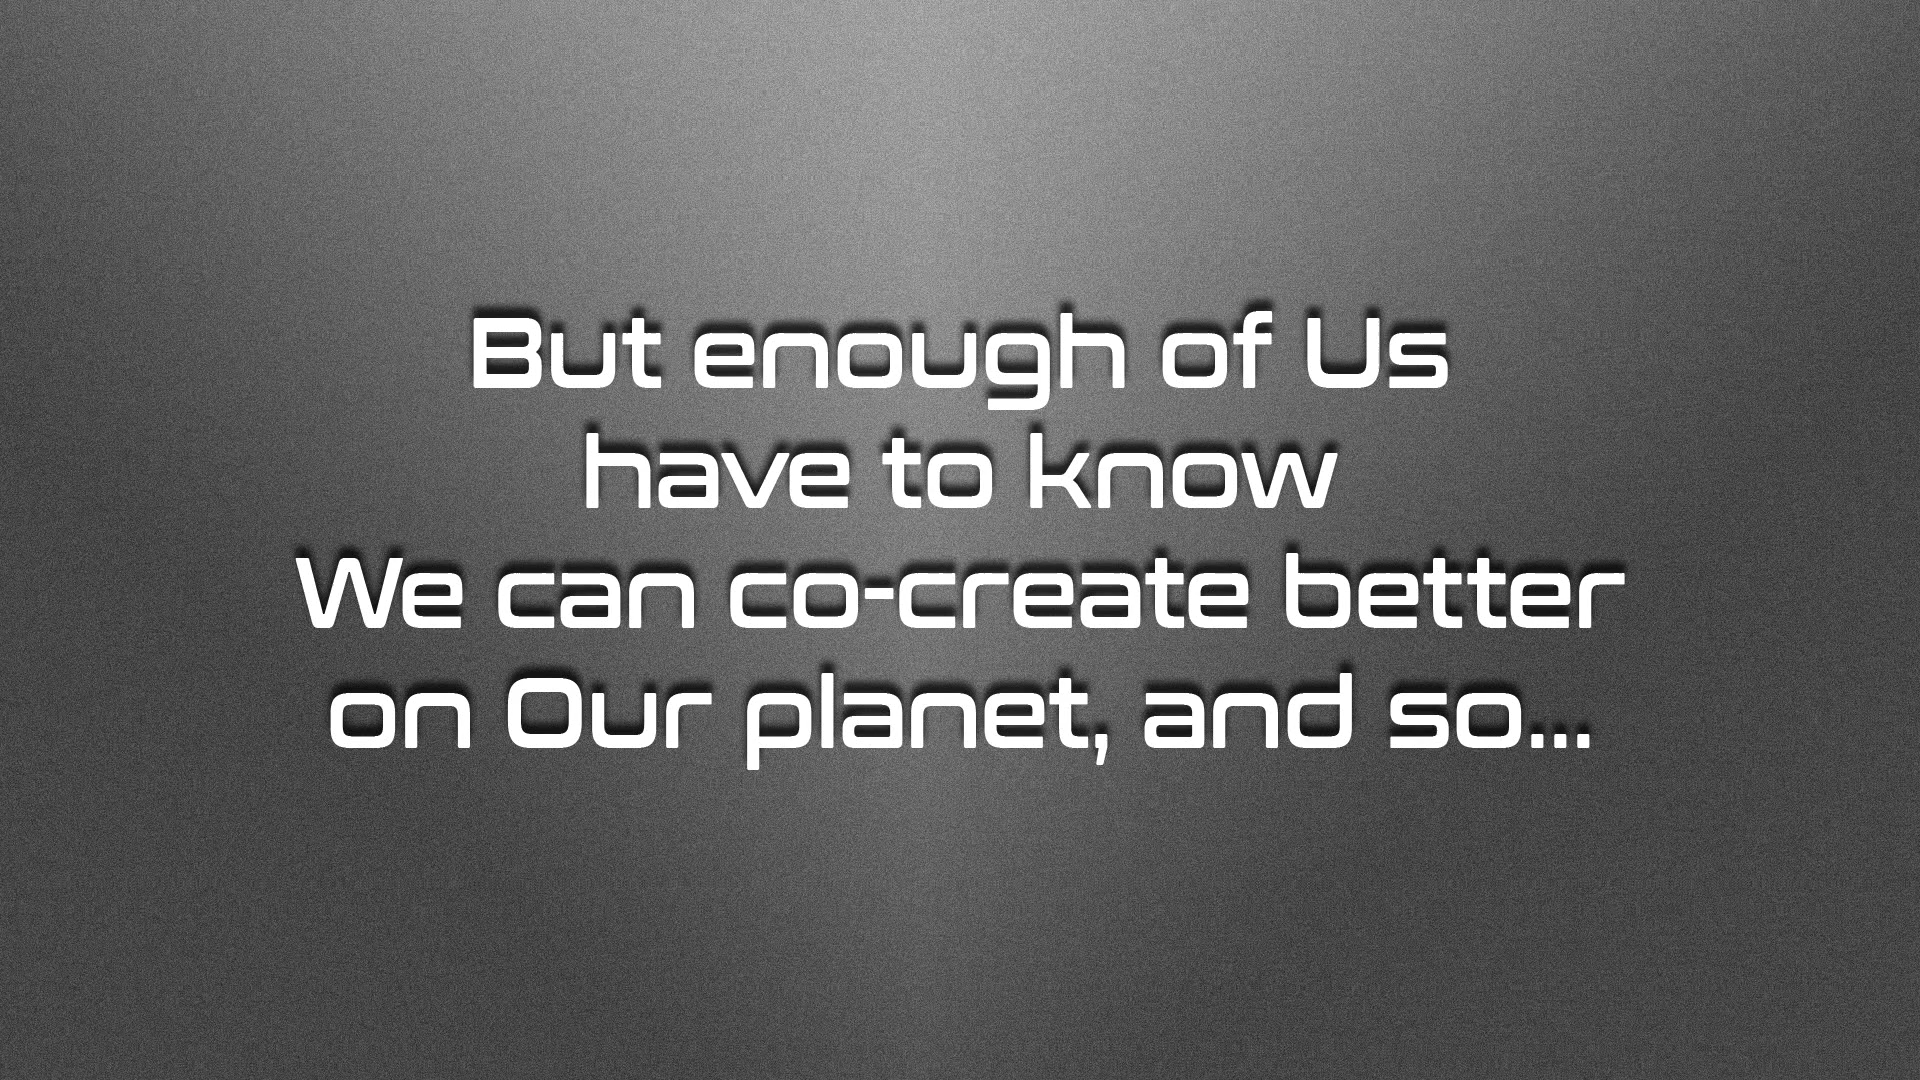 But enough of Us
have to know
We can co-create better
on Our planet, and so...